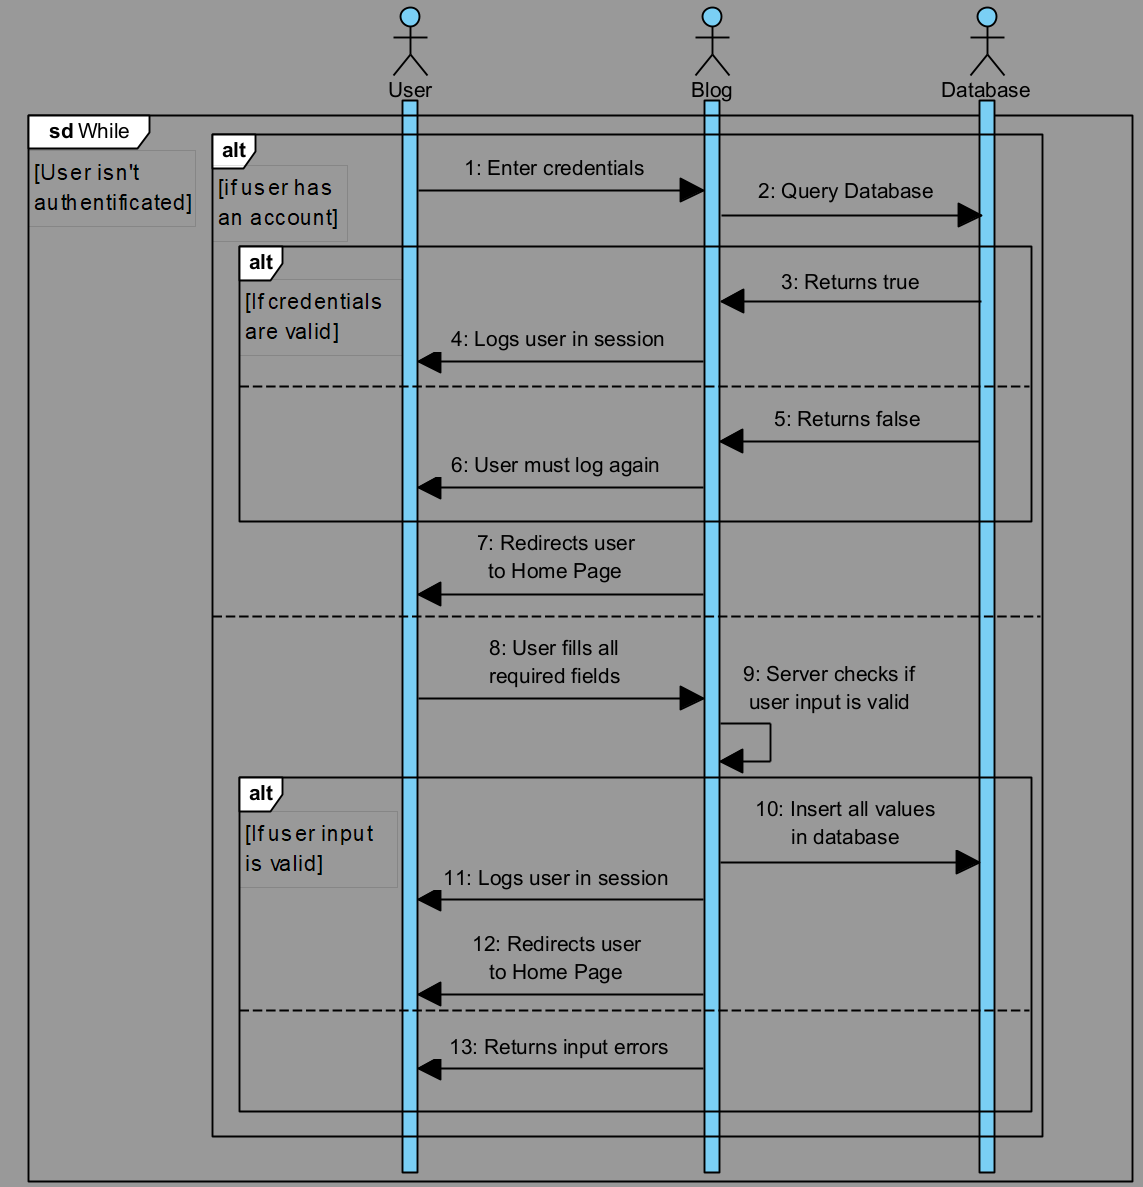 User
Blog
Database
sd While
[User isn't
authentificated]
alt
[if user has
an account]
1: Enter credentials
2: Query Database
alt
[If credentials
are valid]
3: Returns true
4: Logs user in session
5: Returns false
6: User must log again
7: Redirects user
to Home Page
8: User fills all
required fields
9: Server checks if
user input is valid
alt
[If user input
is valid]
10: Insert all values
in database
11: Logs user in session
12: Redirects user
to Home Page
13: Returns input errors